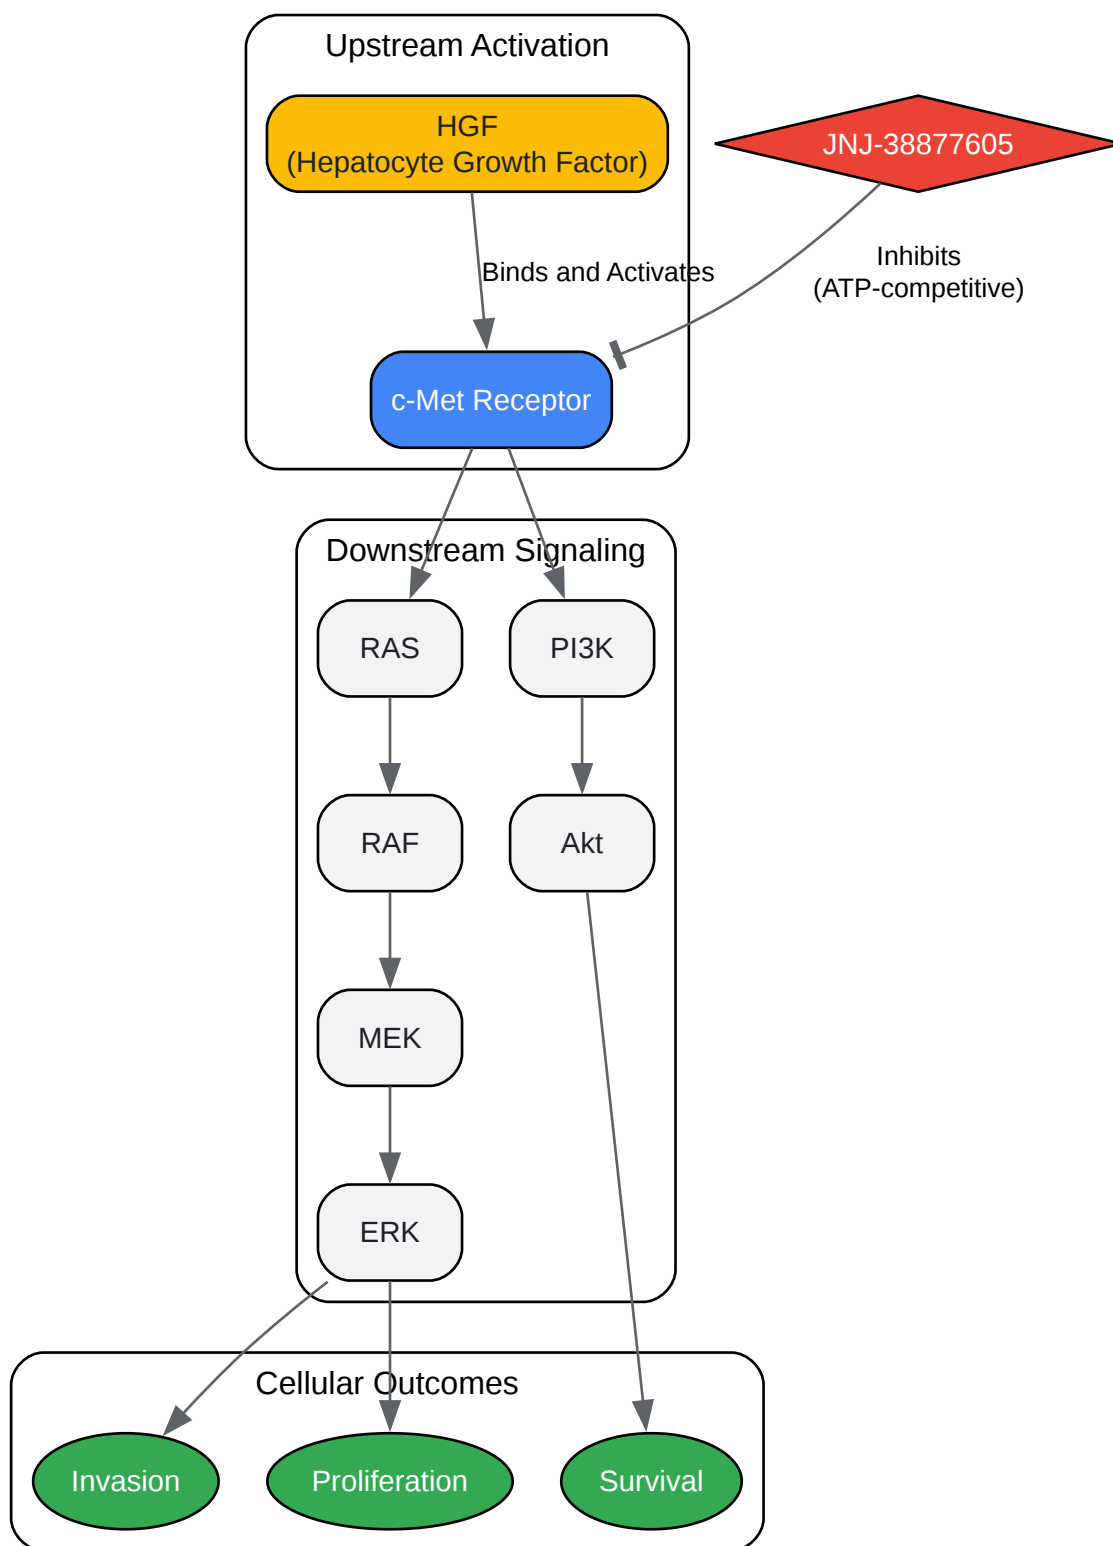 Upstream Activation
HGF
(Hepatocyte Growth Factor)
JNJ-38877605
Binds and Activates
Inhibits
(ATP-competitive)
c-Met Receptor
Downstream Signaling
RAS
PI3K
RAF
Akt
MEK
ERK
Cellular Outcomes
Invasion
Proliferation
Survival